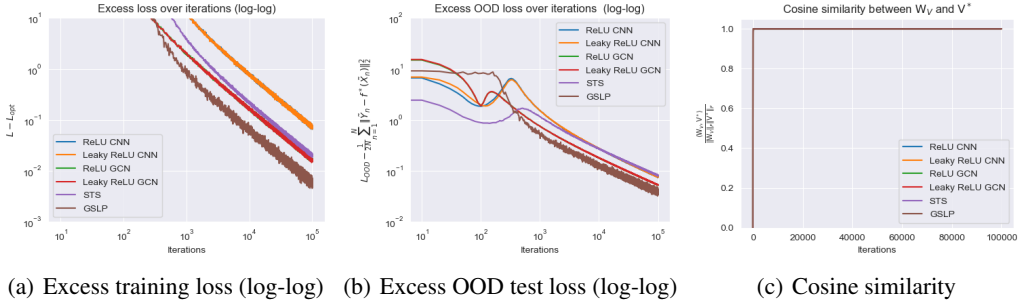 Excess loss over iterations (log-log)
10^1
10^0
10^-1
10^-2
10^-3
L − L_opt
ReLU CNN
Leaky ReLU CNN
ReLU GCN
Leaky ReLU GCN
STS
GSLP
10^1 10^2 10^3 10^4 10^5
Iterations
Excess OOD loss over iterations (log-log)
10^2
10^1
10^0
10^-1
10^-2
ReLU CNN
Leaky ReLU CNN
ReLU GCN
Leaky ReLU GCN
STS
GSLP
10^1 10^2 10^3 10^4 10^5
Iterations
Cosine similarity between W_V and V*
1.0
0.8
0.6
0.4
0.2
0.0
ReLU CNN
Leaky ReLU CNN
ReLU GCN
Leaky ReLU GCN
STS
GSLP
0 20000 40000 60000 80000 100000
Iterations
(a) Excess training loss (log-log) (b) Excess OOD test loss (log-log) (c) Cosine similarity